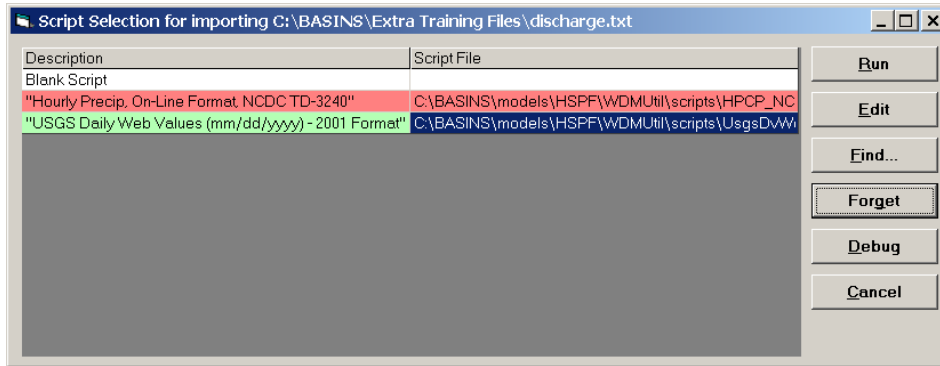 Script Selection for importing C:\BASINS\Extra Training Files\discharge.txt
Description Script File
Blank Script
"Hourly Precip, On-Line Format, NCDC TD-3240" C:\BASINS\models\HSPF\WDMUtil\scripts\HPCP_NC
"USGS Daily Web Values (mm/dd/yyyy) - 2001 Format" C:\BASINS\models\HSPF\WDMUtil\scripts\UsgsDvW
Run
Edit
Find...
Forget
Debug
Cancel